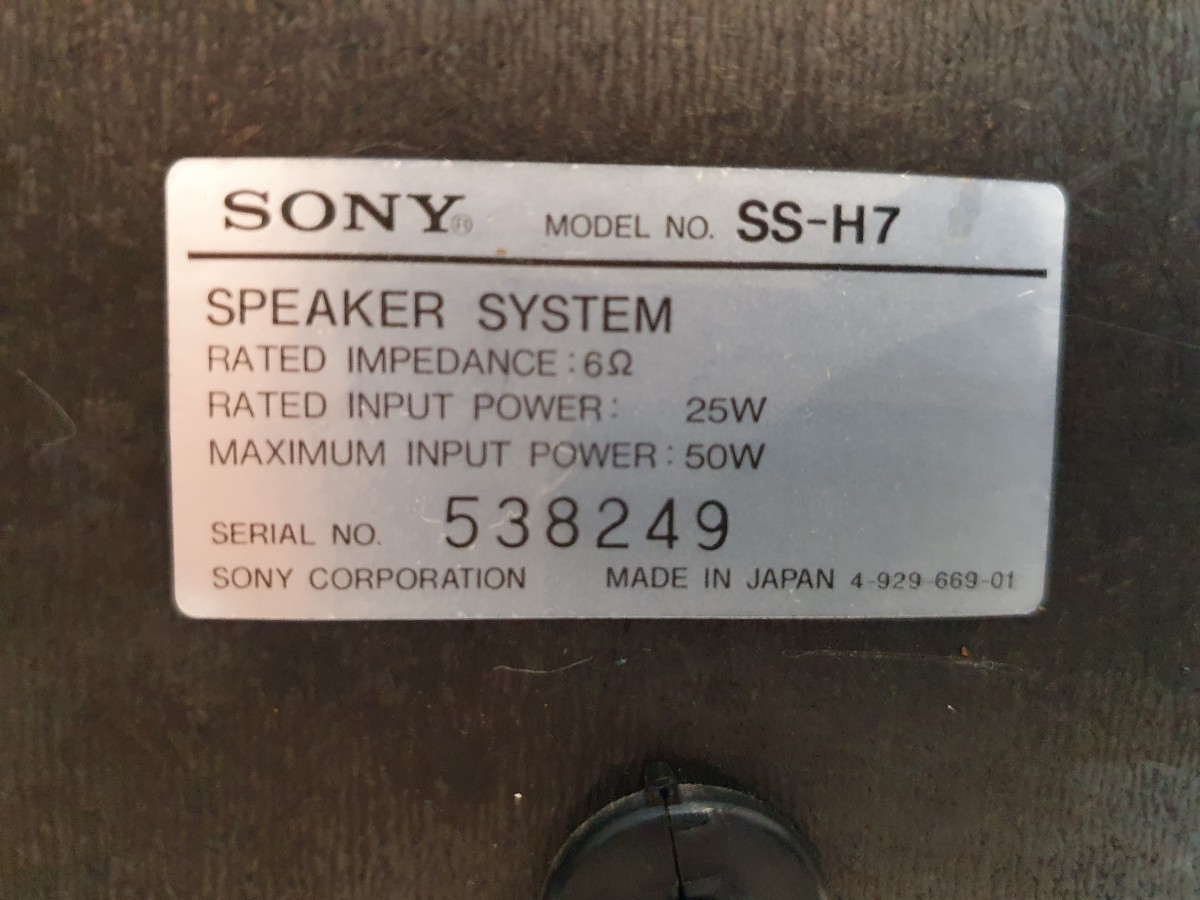 SONY® MODEL NO. SS-H7
SPEAKER SYSTEM
RATED IMPEDANCE : 6Ω
RATED INPUT POWER : 25W
MAXIMUM INPUT POWER : 50W
SERIAL NO. 538249
SONY CORPORATION MADE IN JAPAN 4-929-669-01